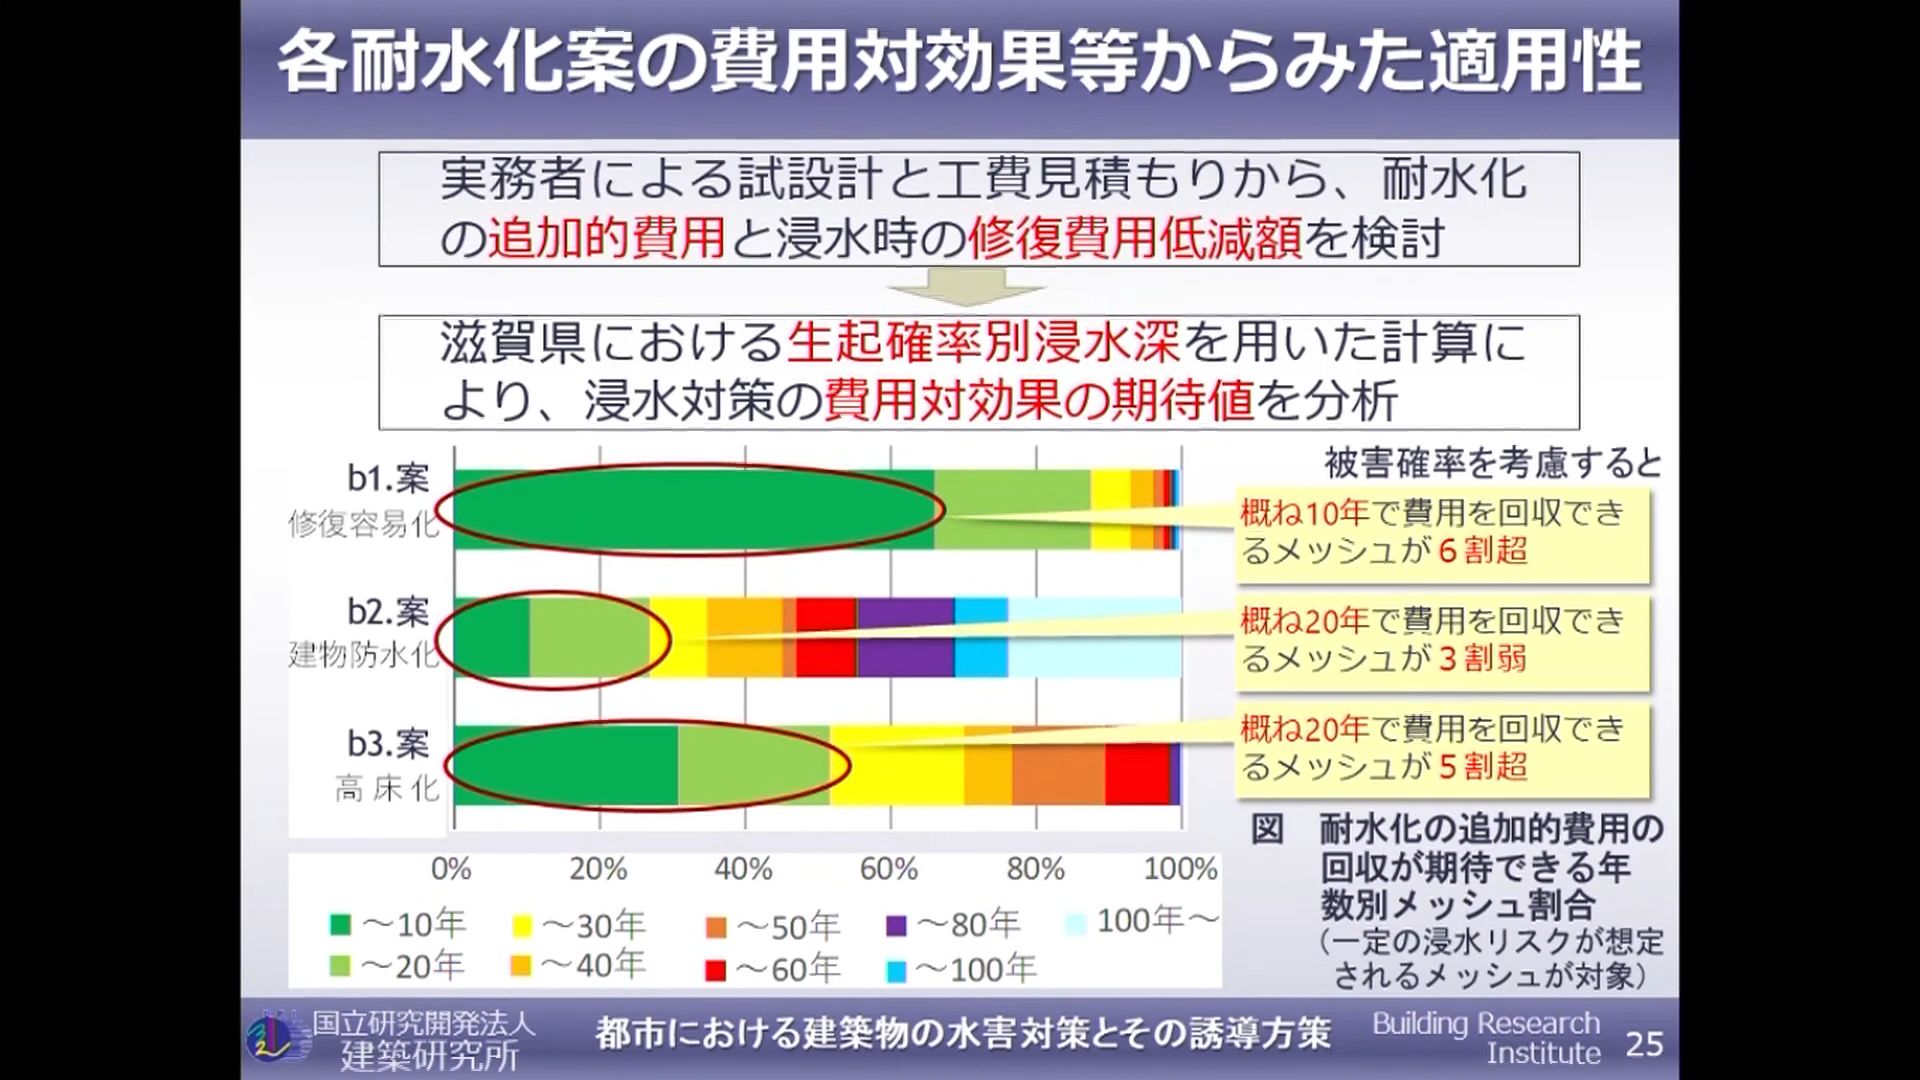 各耐水化案の費用対効果等からみた適用性
実務者による試設計と工費見積もりから、耐水化
の追加的費用と浸水時の修復費用低減額を検討
滋賀県における生起確率別浸水深を用いた計算に
より、浸水対策の費用対効果の期待値を分析
b1.案
修復容易化
b2.案
建物防水化
b3.案
高床化
0% 20% 40% 60% 80% 100%
～10年 ～30年 ～50年 ～80年 100年～
～20年 ～40年 ～60年 ～100年
被害確率を考慮すると
概ね10年で費用を回収でき
るメッシュが６割超
概ね20年で費用を回収でき
るメッシュが３割弱
概ね20年で費用を回収でき
るメッシュが５割超
図　耐水化の追加的費用の
回収が期待できる年
数別メッシュ割合
（一定の浸水リスクが想定
されるメッシュが対象）
国立研究開発法人
建築研究所
都市における建築物の水害対策とその誘導方策
Building Research
Institute
25